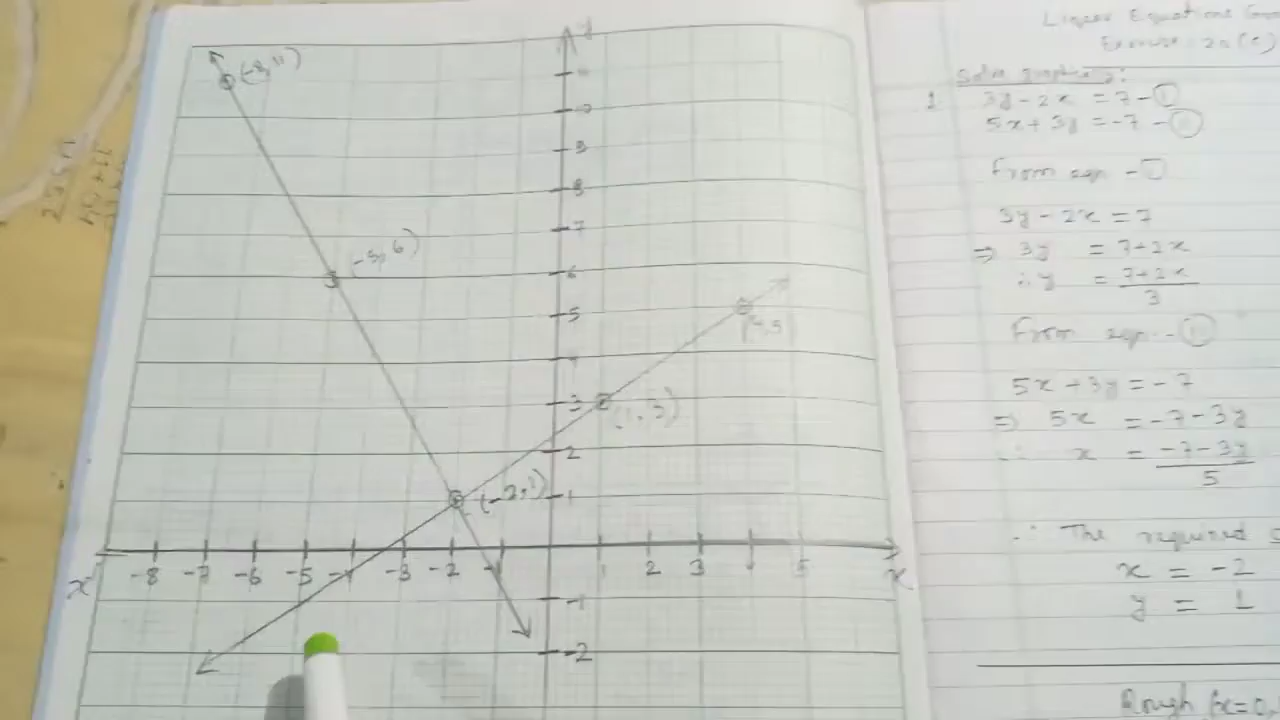 y
(-8,11)
9
8
7
(-5,6)
6
5
4,5
4
3
(1,3)
2
(-2,1)
1
x' -8 -7 -6 -5 -4 -3 -2 -1 1 2 3 5 x
-1
-2
Linear Equations
Exercise
Solve graphically:
1. 3y - 2x = 7 - ①
5x + 3y = -7 - ②
From eqn - ①
3y - 2x = 7
⇒ 3y = 7+2x
∴ y = 7+2x
3
From eqn - ②
5x + 3y = -7
⇒ 5x = -7-3y
∴ x = -7-3y
5
∴ The required
x = -2
y = 1
Rough